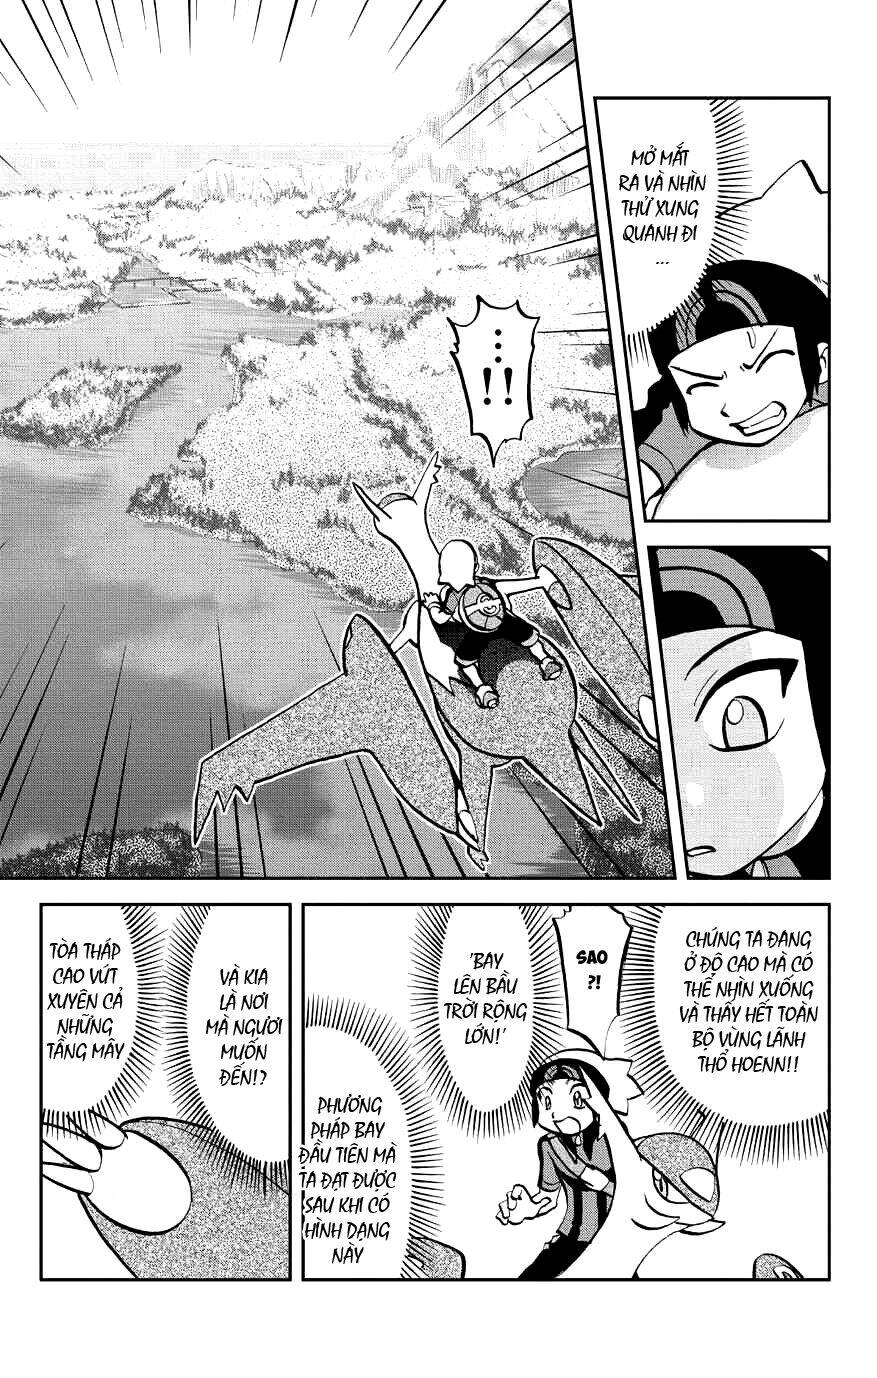 MỞ MẮT
RA VÀ NHÌN
THỬ XUNG
QUANH ĐI
...
...!!
CHÚNG TA ĐANG
Ở ĐỘ CAO MÀ CÓ
THỂ NHÌN XUỐNG
VÀ THẤY HẾT TOÀN
BỘ VÙNG LÃNH
THỔ HOENN!!
SAO
?!
'BAY
LÊN BẦU
TRỜI RỘNG
LỚN!'
PHƯƠNG
PHÁP BAY
ĐẦU TIÊN MÀ
TA ĐẠT ĐƯỢC
SAU KHI CÓ
HÌNH DẠNG
NÀY
VÀ KIA
LÀ NƠI
MÀ NGƯƠI
MUỐN
ĐẾN!?
TÒA THÁP
CAO VÚT
XUYÊN CẢ
NHỮNG
TẦNG MÂY